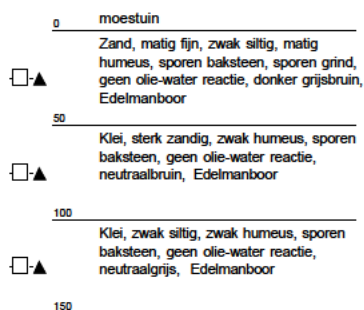 0 moestuin
Zand, matig fijn, zwak siltig, matig
humeus, sporen baksteen, sporen grind,
geen olie-water reactie, donker grijsbruin,
Edelmanboor
50
Klei, sterk zandig, zwak humeus, sporen
baksteen, geen olie-water reactie,
neutraalbruin, Edelmanboor
100
Klei, zwak siltig, zwak humeus, sporen
baksteen, geen olie-water reactie,
neutraalgrijs, Edelmanboor
150